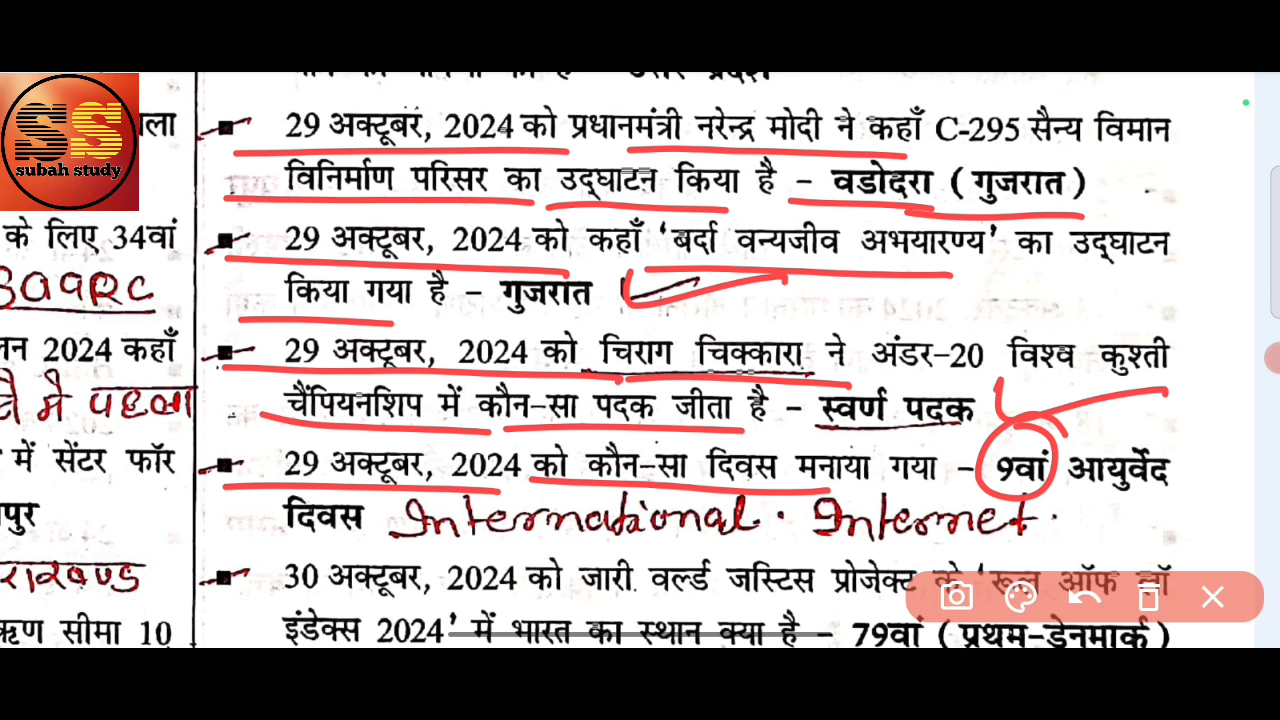 SS
subah study
29 अक्टूबर, 2024 को प्रधानमंत्री नरेन्द्र मोदी ने कहाँ C-295 सैन्य विमान
विनिर्माण परिसर का उद्घाटन किया है – वडोदरा (गुजरात)
29 अक्टूबर, 2024 को कहाँ 'बर्दा वन्यजीव अभयारण्य' का उद्घाटन
किया गया है – गुजरात
29 अक्टूबर, 2024 को चिराग चिक्कारा ने अंडर-20 विश्व कुश्ती
चैंपियनशिप में कौन-सा पदक जीता है – स्वर्ण पदक
29 अक्टूबर, 2024 को कौन-सा दिवस मनाया गया – 9वां आयुर्वेद
दिवस International. Internet.
30 अक्टूबर, 2024 को जारी वर्ल्ड जस्टिस प्रोजेक्ट के 'रूल ऑफ लॉ
इंडेक्स 2024' में भारत का स्थान क्या है – 79वां (प्रथम-डेनमार्क)
के लिए 34वां
2024 कहाँ
में पहला
में सेंटर फॉर
ऋण सीमा 10